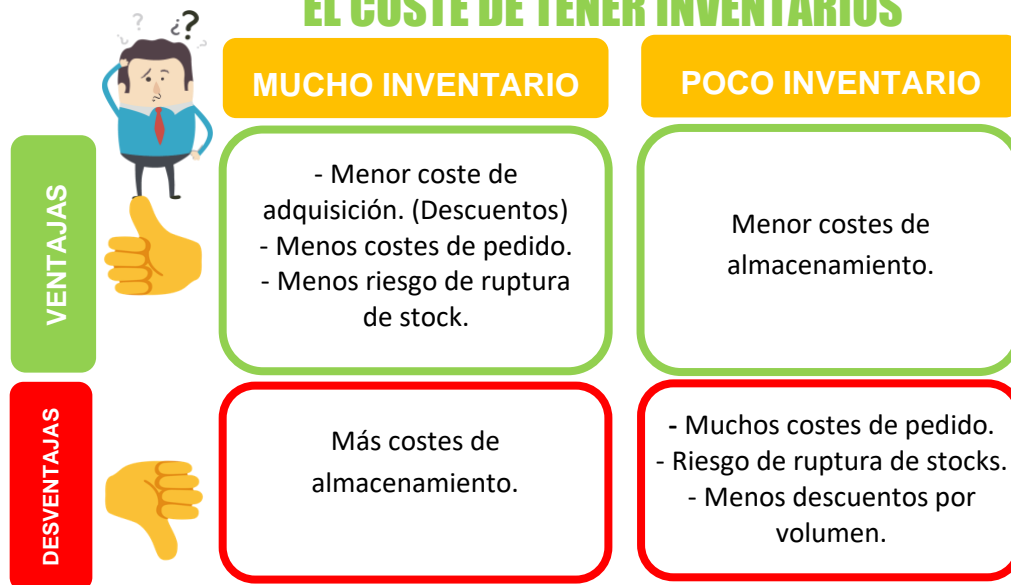 EL COSTE DE TENER INVENTARIOS
? ¿? ?
MUCHO INVENTARIO
POCO INVENTARIO
VENTAJAS
- Menor coste de
adquisición. (Descuentos)
- Menos costes de pedido.
- Menos riesgo de ruptura
de stock.
Menor costes de
almacenamiento.
DESVENTAJAS
Más costes de
almacenamiento.
- Muchos costes de pedido.
- Riesgo de ruptura de stocks.
- Menos descuentos por
volumen.